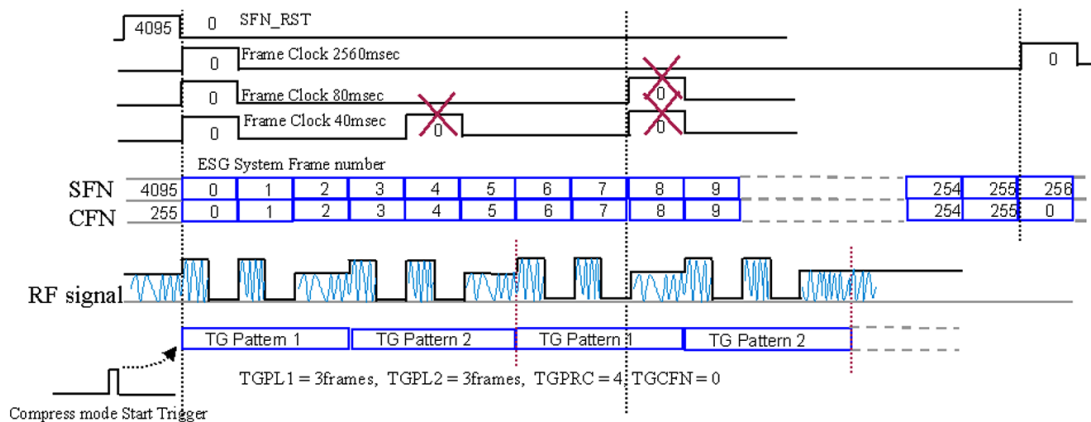 4095 0 SFN_RST
0 Frame Clock 2560msec 0
0 Frame Clock 80msec 0
0 Frame Clock 40msec 0 0
ESG System Frame number
SFN 4095 0 1 2 3 4 5 6 7 8 9 254 255 256
CFN 255 0 1 2 3 4 5 6 7 8 9 254 255 0
RF signal
TG Pattern 1 TG Pattern 2 TG Pattern 1 TG Pattern 2
TGPL1 = 3frames, TGPL2 = 3frames, TGPRC = 4, TGCFN = 0
Compress mode Start Trigger